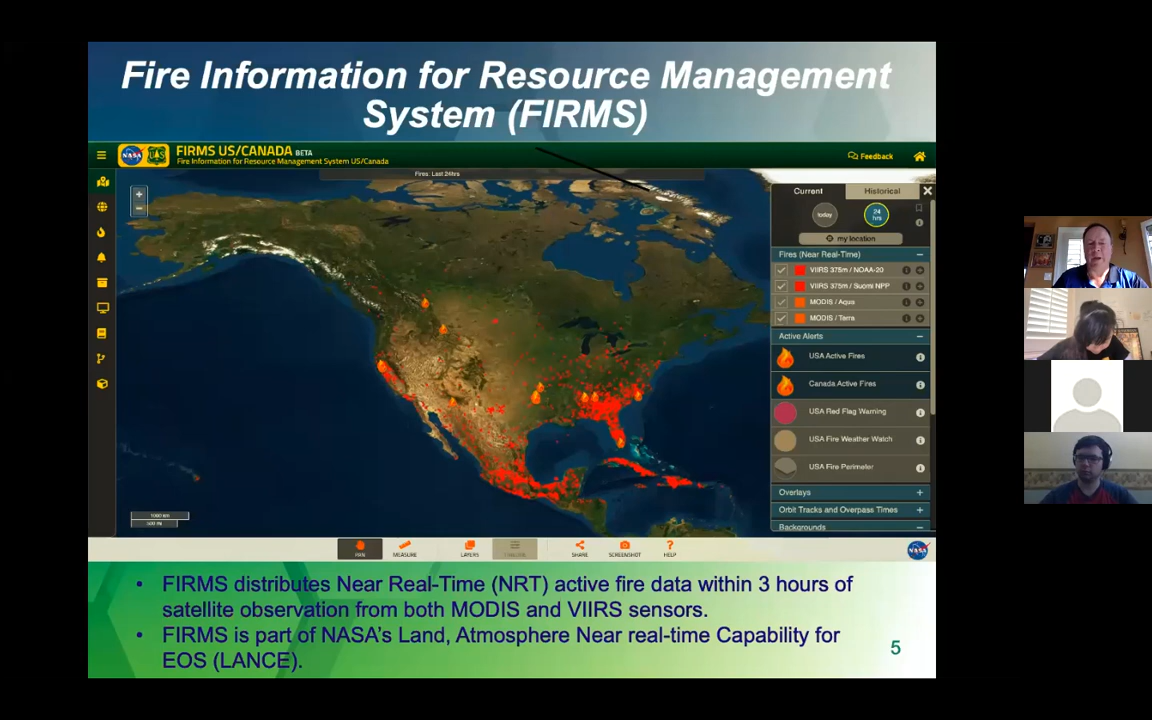 Fire Information for Resource Management
System (FIRMS)
NASA
FIRMS US/CANADA BETA
Fire Information for Resource Management System US/Canada
Feedback
Fires: Last 24hrs
Current
Historical
today
24 hrs
my location
Fires (Near Real-Time)
VIIRS 375m / NOAA-20
VIIRS 375m / Suomi NPP
MODIS / Aqua
MODIS / Terra
Active Alerts
USA Active Fires
Canada Active Fires
USA Red Flag Warning
USA Fire Weather Watch
USA Fire Perimeter
Overlays
Orbit Tracks and Overpass Times
Backgrounds
MEASURE
LAYERS
TIMELINE
SHARE
SCREENSHOT
HELP
NASA
• FIRMS distributes Near Real-Time (NRT) active fire data within 3 hours of
satellite observation from both MODIS and VIIRS sensors.
• FIRMS is part of NASA's Land, Atmosphere Near real-time Capability for
EOS (LANCE).
5